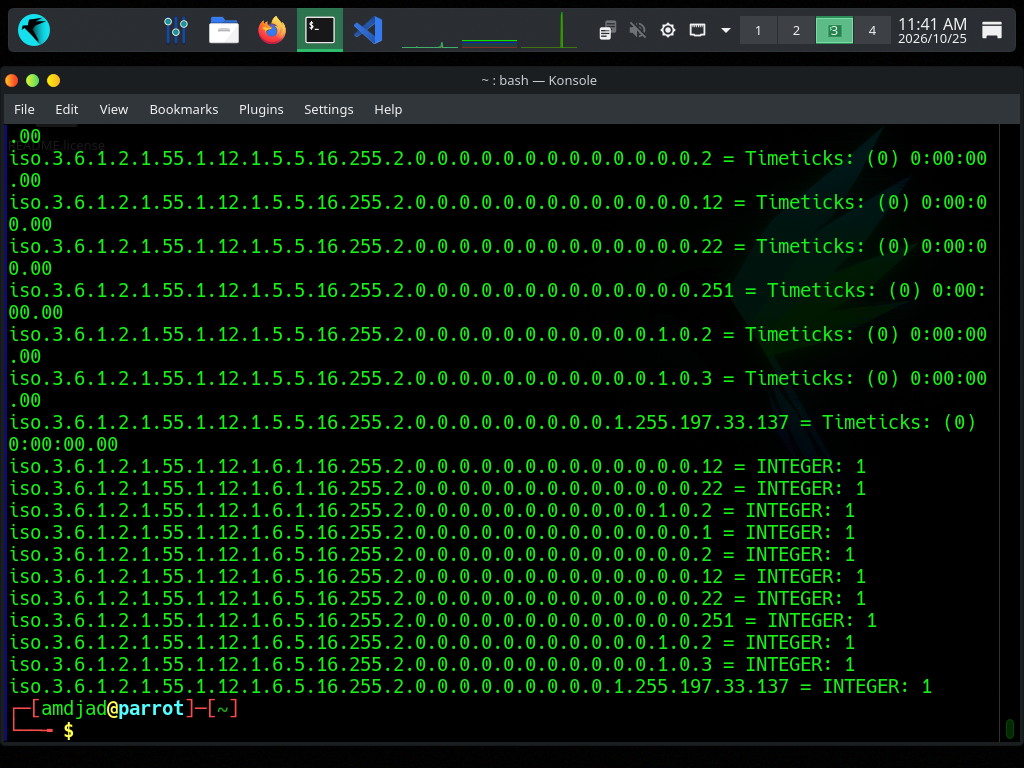 1 2 3 4
11:41 AM
2026/10/25
~ : bash — Konsole
File Edit View Bookmarks Plugins Settings Help
.00
iso.3.6.1.2.1.55.1.12.1.5.5.16.255.2.0.0.0.0.0.0.0.0.0.0.0.0.0.2 = Timeticks: (0) 0:00:00
.00
iso.3.6.1.2.1.55.1.12.1.5.5.16.255.2.0.0.0.0.0.0.0.0.0.0.0.0.0.12 = Timeticks: (0) 0:00:0
0.00
iso.3.6.1.2.1.55.1.12.1.5.5.16.255.2.0.0.0.0.0.0.0.0.0.0.0.0.0.22 = Timeticks: (0) 0:00:0
0.00
iso.3.6.1.2.1.55.1.12.1.5.5.16.255.2.0.0.0.0.0.0.0.0.0.0.0.0.0.251 = Timeticks: (0) 0:00:
00.00
iso.3.6.1.2.1.55.1.12.1.5.5.16.255.2.0.0.0.0.0.0.0.0.0.0.0.1.0.2 = Timeticks: (0) 0:00:00
.00
iso.3.6.1.2.1.55.1.12.1.5.5.16.255.2.0.0.0.0.0.0.0.0.0.0.0.1.0.3 = Timeticks: (0) 0:00:00
.00
iso.3.6.1.2.1.55.1.12.1.5.5.16.255.2.0.0.0.0.0.0.0.0.0.1.255.197.33.137 = Timeticks: (0)
0:00:00.00
iso.3.6.1.2.1.55.1.12.1.6.1.16.255.2.0.0.0.0.0.0.0.0.0.0.0.0.0.12 = INTEGER: 1
iso.3.6.1.2.1.55.1.12.1.6.1.16.255.2.0.0.0.0.0.0.0.0.0.0.0.0.0.22 = INTEGER: 1
iso.3.6.1.2.1.55.1.12.1.6.1.16.255.2.0.0.0.0.0.0.0.0.0.0.0.1.0.2 = INTEGER: 1
iso.3.6.1.2.1.55.1.12.1.6.5.16.255.2.0.0.0.0.0.0.0.0.0.0.0.0.0.1 = INTEGER: 1
iso.3.6.1.2.1.55.1.12.1.6.5.16.255.2.0.0.0.0.0.0.0.0.0.0.0.0.0.2 = INTEGER: 1
iso.3.6.1.2.1.55.1.12.1.6.5.16.255.2.0.0.0.0.0.0.0.0.0.0.0.0.0.12 = INTEGER: 1
iso.3.6.1.2.1.55.1.12.1.6.5.16.255.2.0.0.0.0.0.0.0.0.0.0.0.0.0.22 = INTEGER: 1
iso.3.6.1.2.1.55.1.12.1.6.5.16.255.2.0.0.0.0.0.0.0.0.0.0.0.0.0.251 = INTEGER: 1
iso.3.6.1.2.1.55.1.12.1.6.5.16.255.2.0.0.0.0.0.0.0.0.0.0.0.1.0.2 = INTEGER: 1
iso.3.6.1.2.1.55.1.12.1.6.5.16.255.2.0.0.0.0.0.0.0.0.0.0.0.1.0.3 = INTEGER: 1
iso.3.6.1.2.1.55.1.12.1.6.5.16.255.2.0.0.0.0.0.0.0.0.0.1.255.197.33.137 = INTEGER: 1
┌─[amdjad@parrot]─[~]
└──╼ $